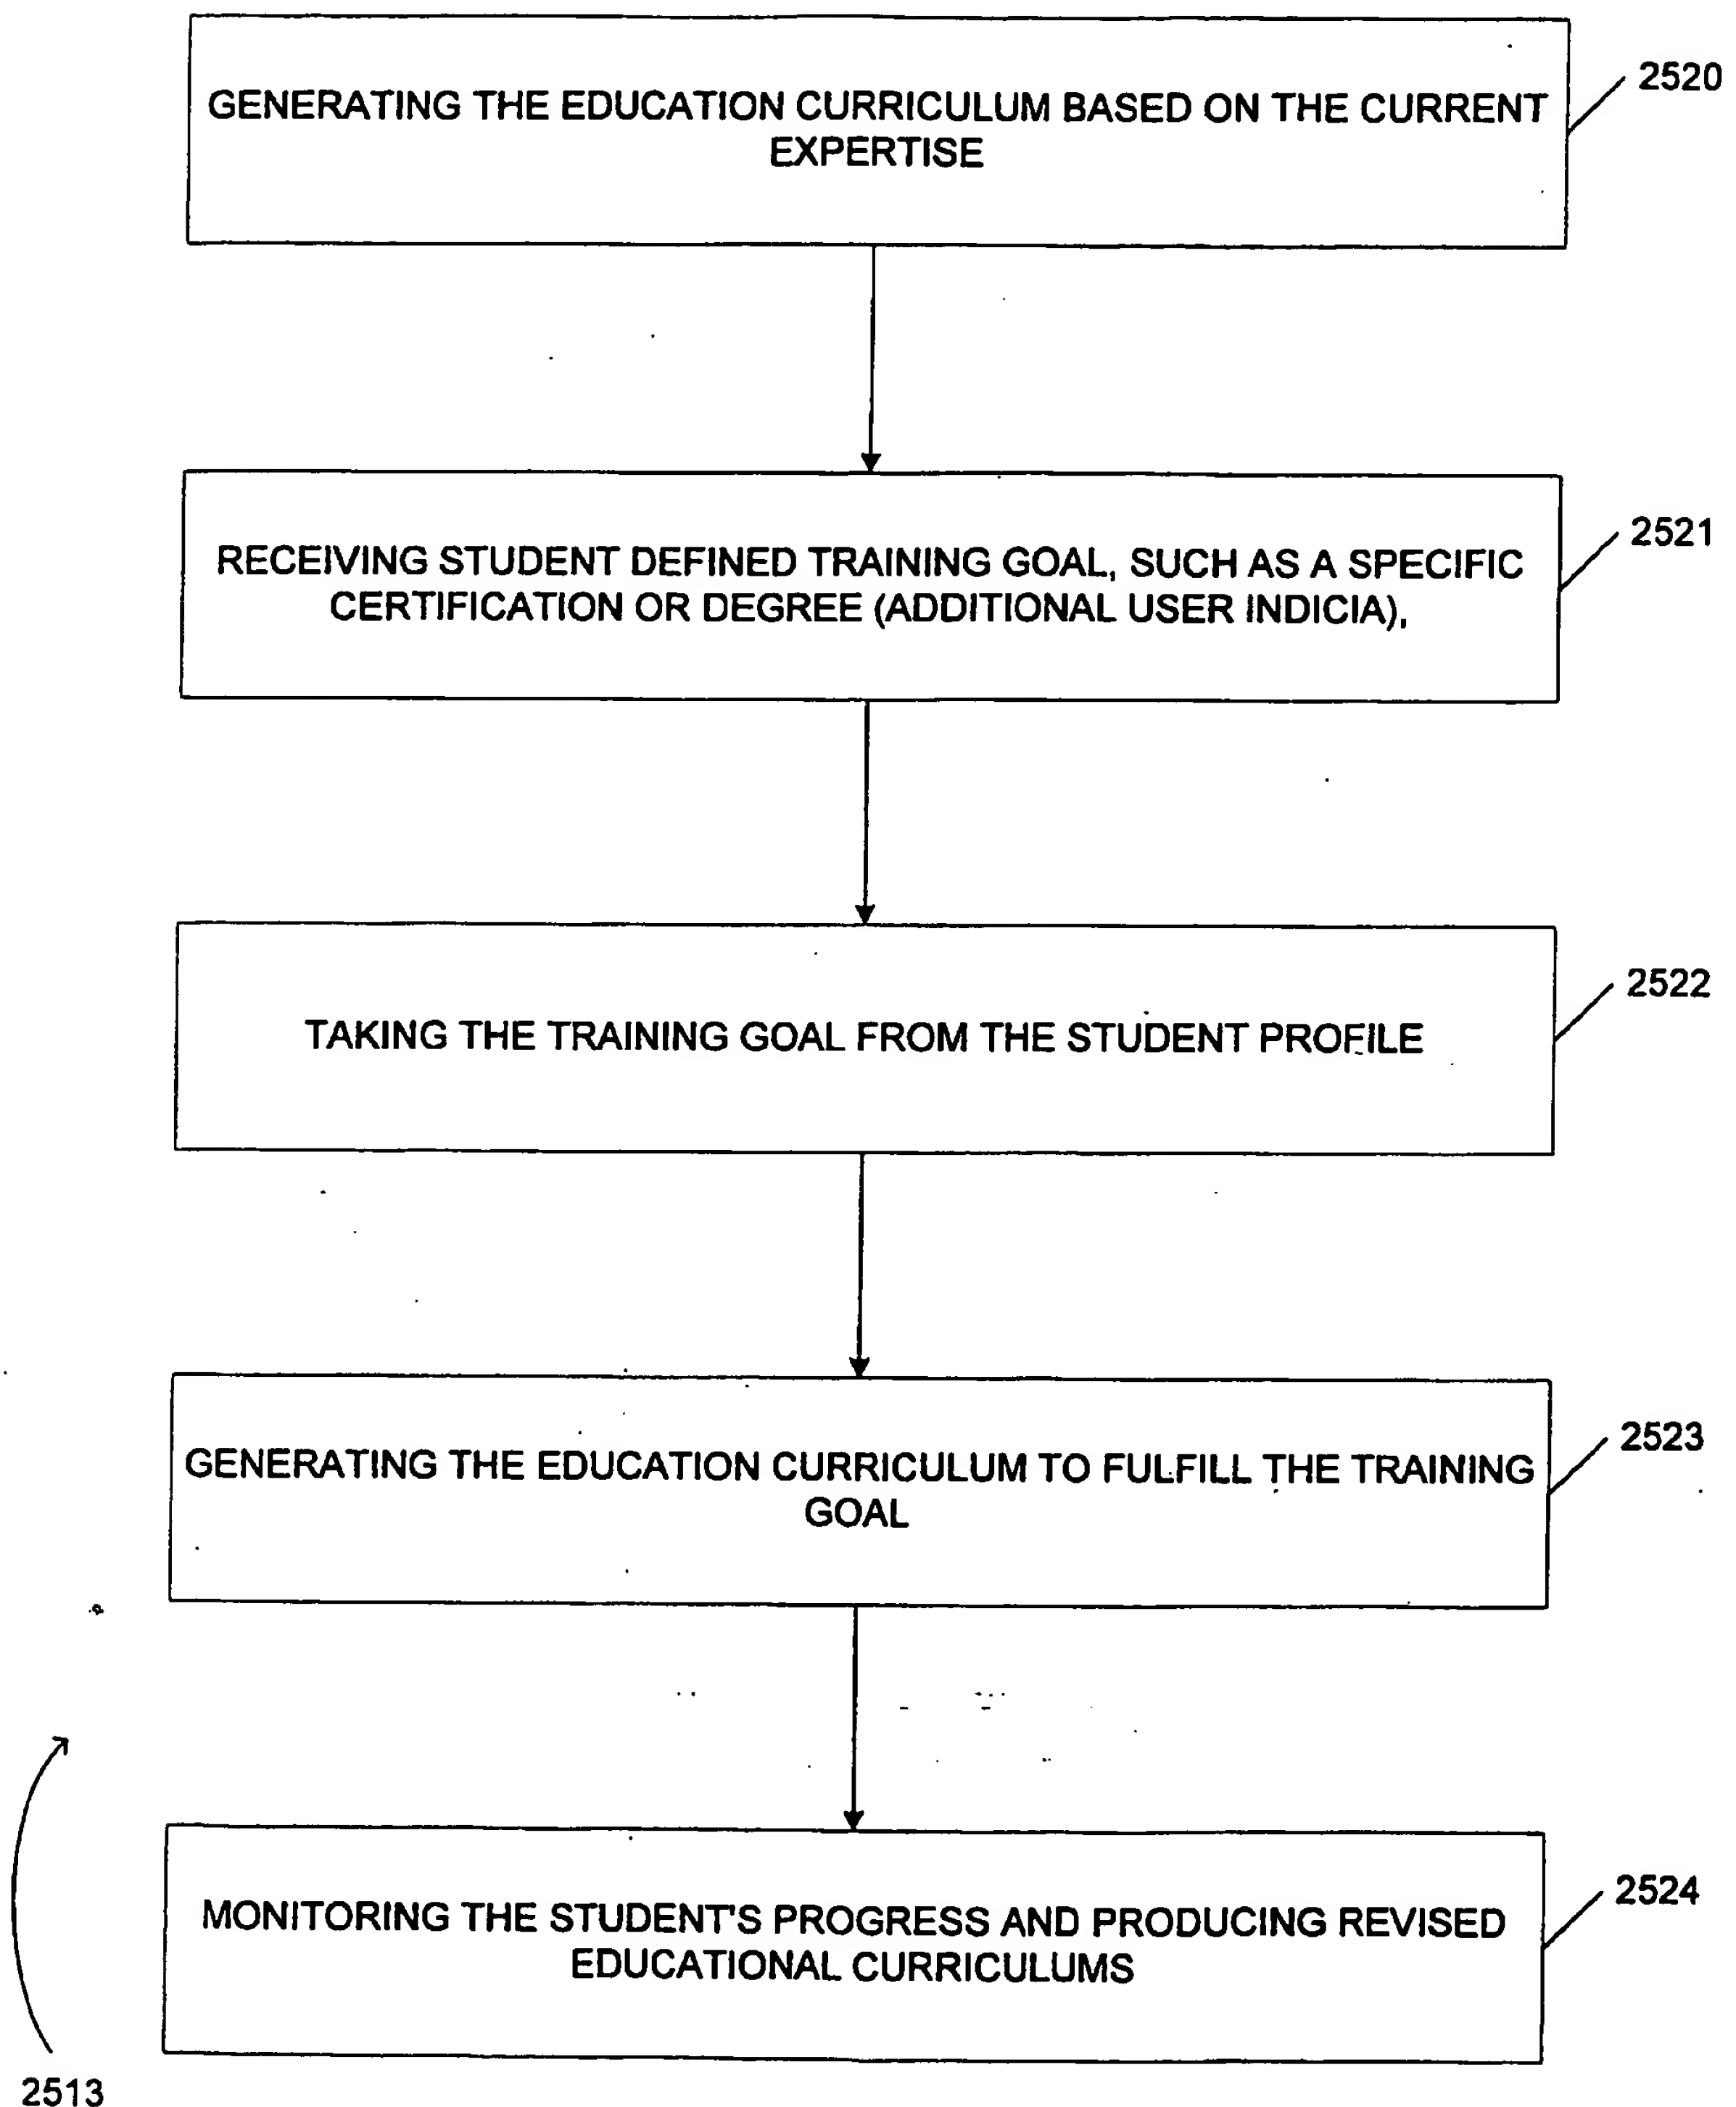 2520
GENERATING THE EDUCATION CURRICULUM BASED ON THE CURRENT
EXPERTISE
2521
RECEIVING STUDENT DEFINED TRAINING GOAL, SUCH AS A SPECIFIC
CERTIFICATION OR DEGREE (ADDITIONAL USER INDICIA),
2522
TAKING THE TRAINING GOAL FROM THE STUDENT PROFILE
2523
GENERATING THE EDUCATION CURRICULUM TO FULFILL THE TRAINING
GOAL
2524
MONITORING THE STUDENT'S PROGRESS AND PRODUCING REVISED
EDUCATIONAL CURRICULUMS
2513